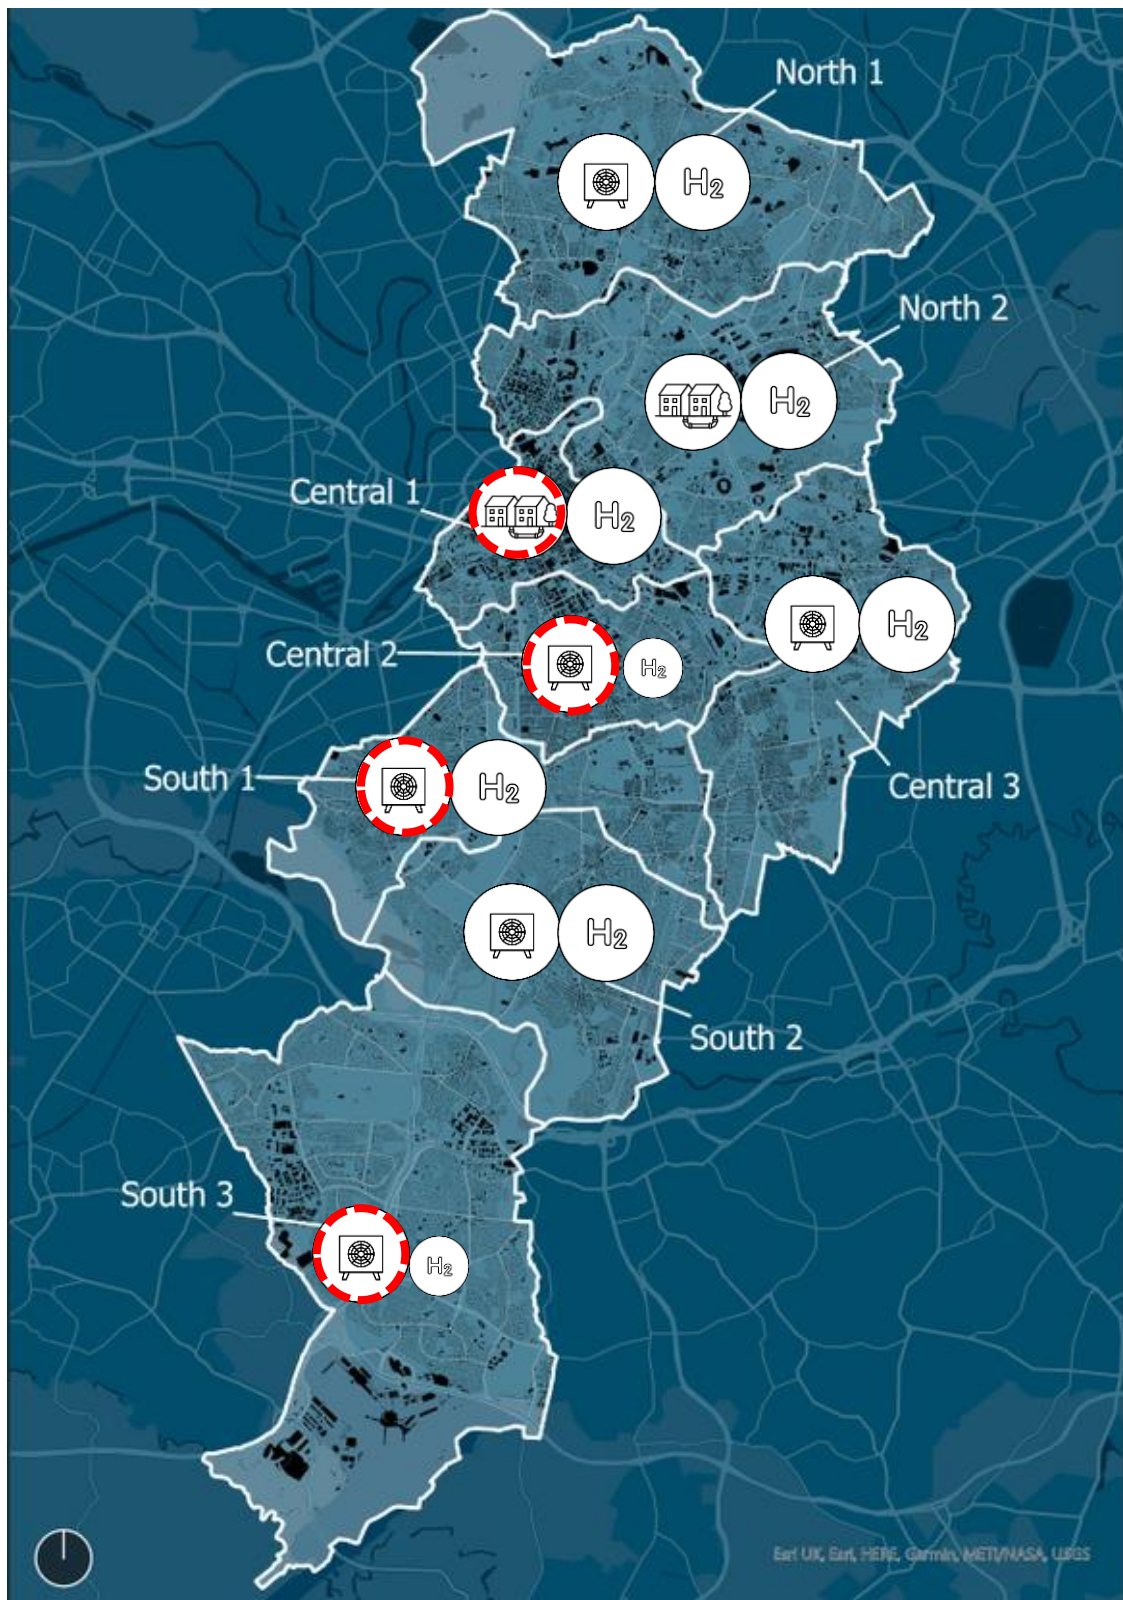 North 1
H2
North 2
H2
Central 1
H2
H2
Central 2
H2
South 1
H2
Central 3
H2
South 2
South 3
H2
Esri UK, Esri, HERE, Garmin, METI/NASA, USGS